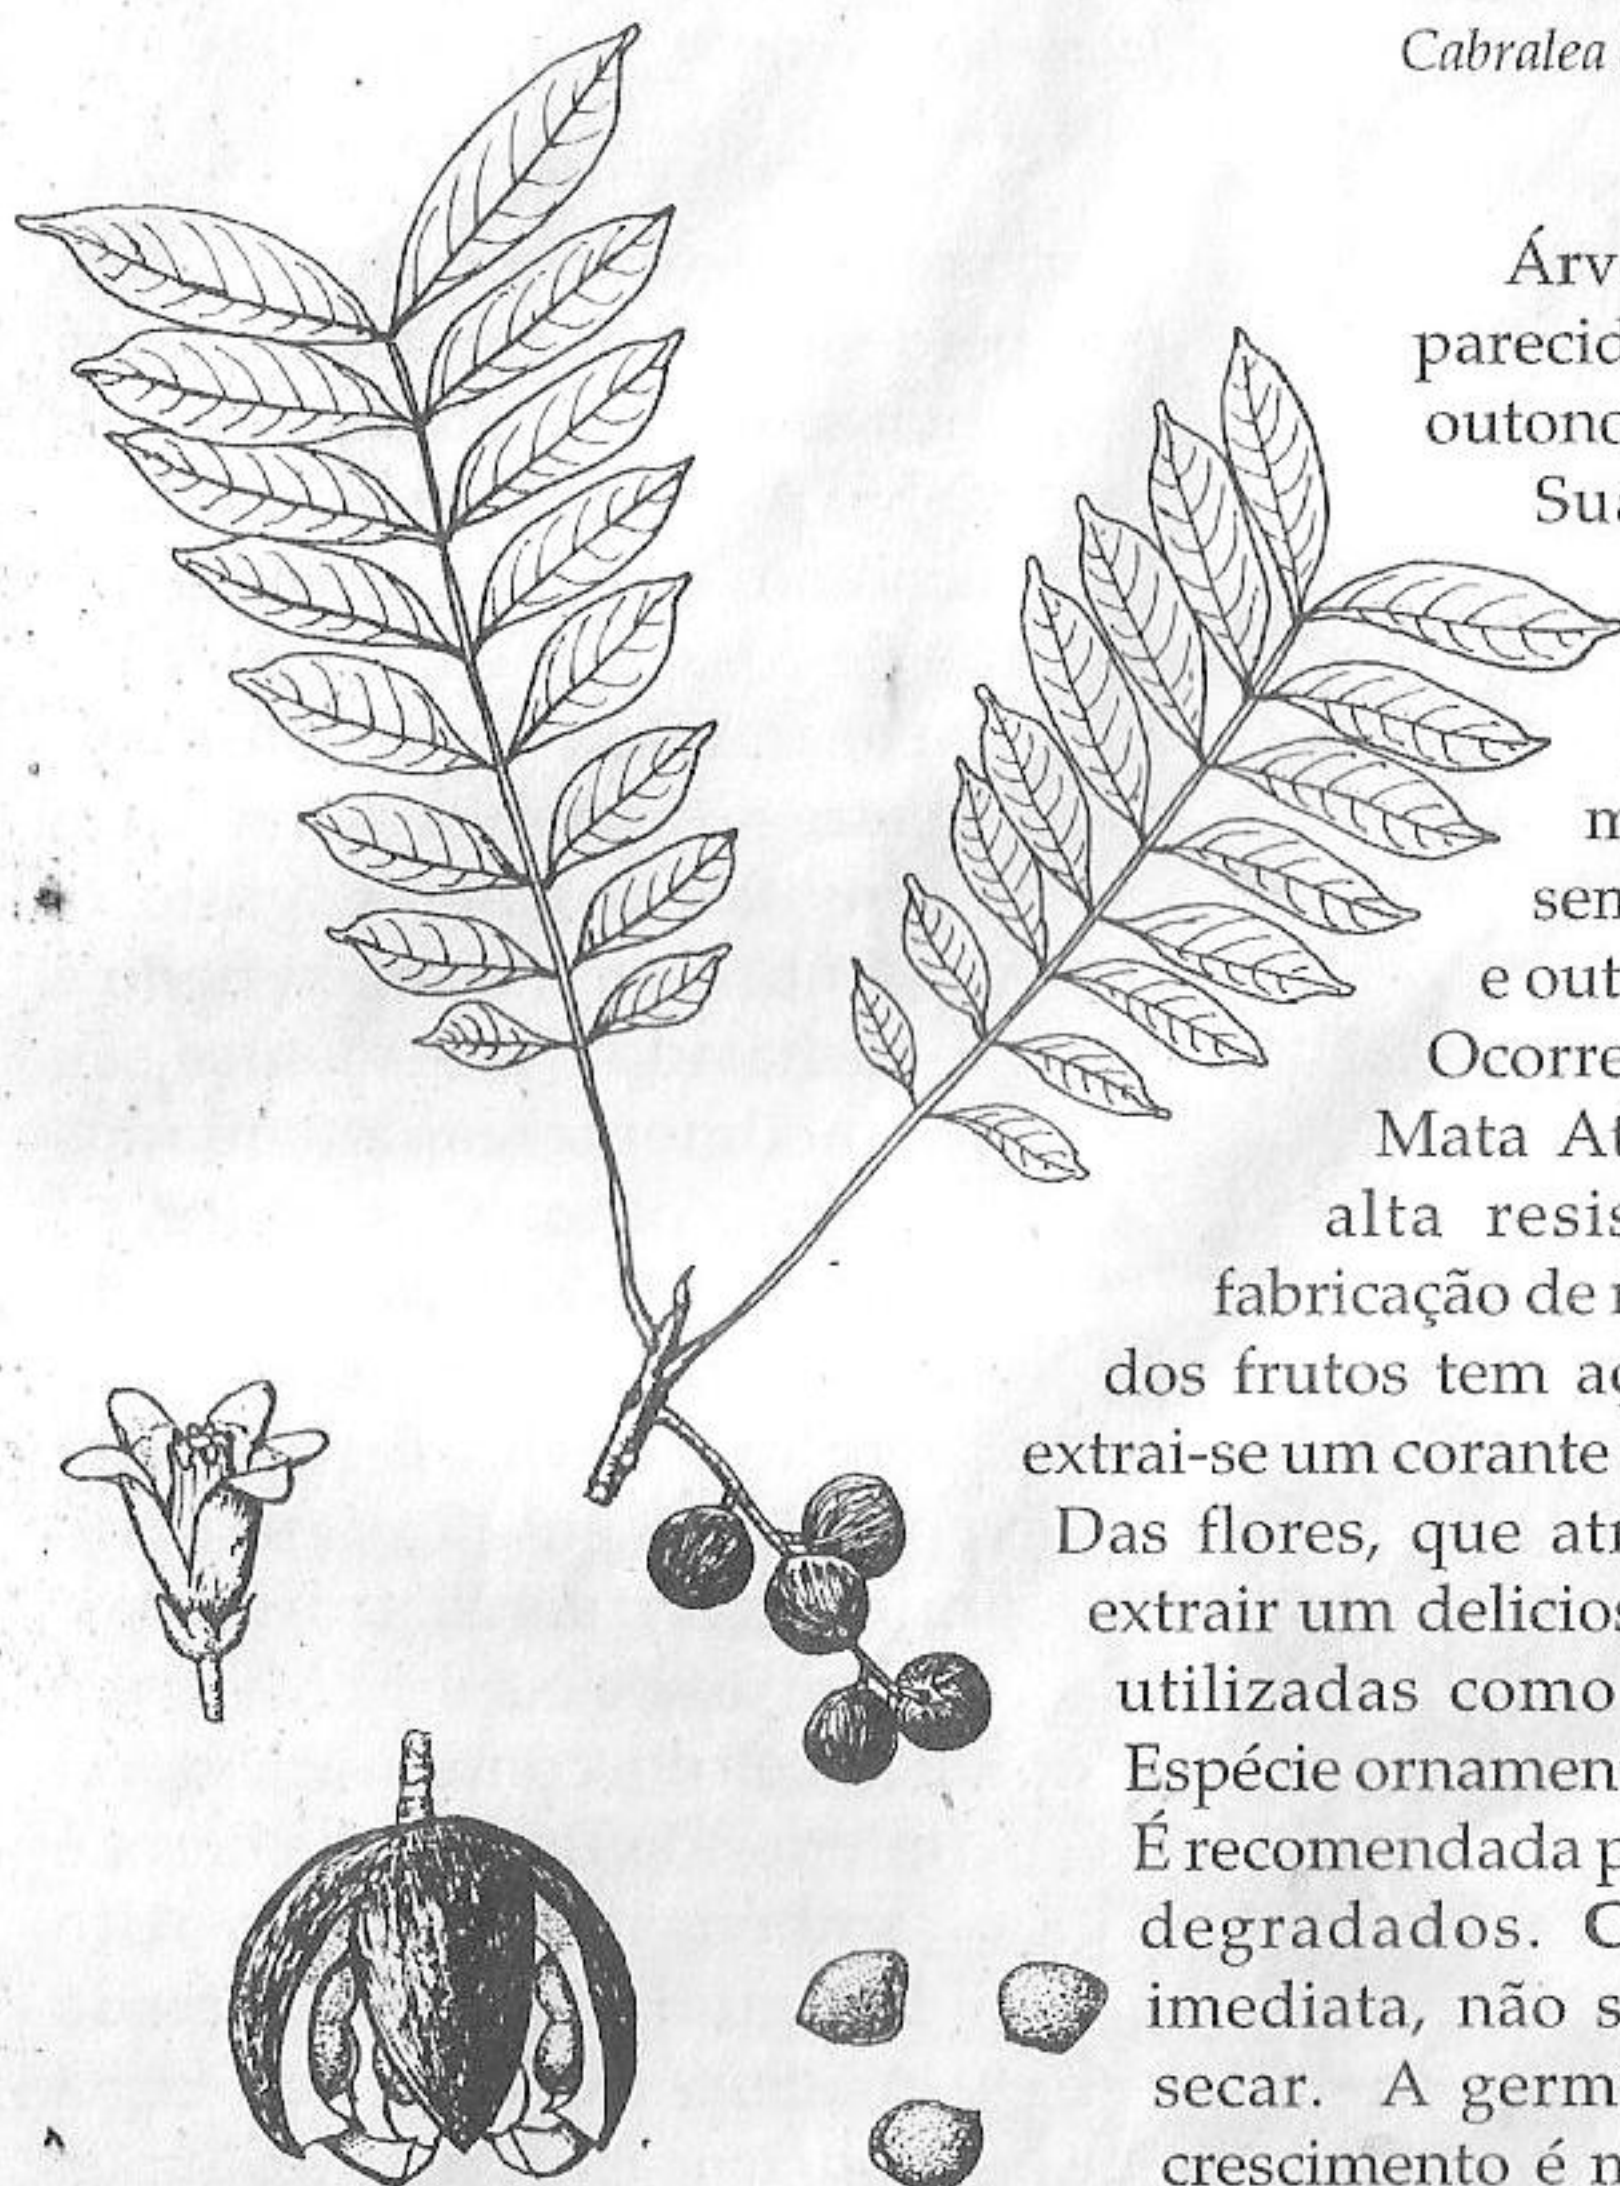 Cabralea
Árv
parecid
outono
Sua
m
sen
e out
Ocorre
Mata At
alta resis
fabricação de
dos frutos tem aç
extrai-se um corante
Das flores, que atr
extrair um delicios
utilizadas como
Espécie ornamen
É recomendada p
degradados. C
imediata, não s
secar. A germ
crescimento é n